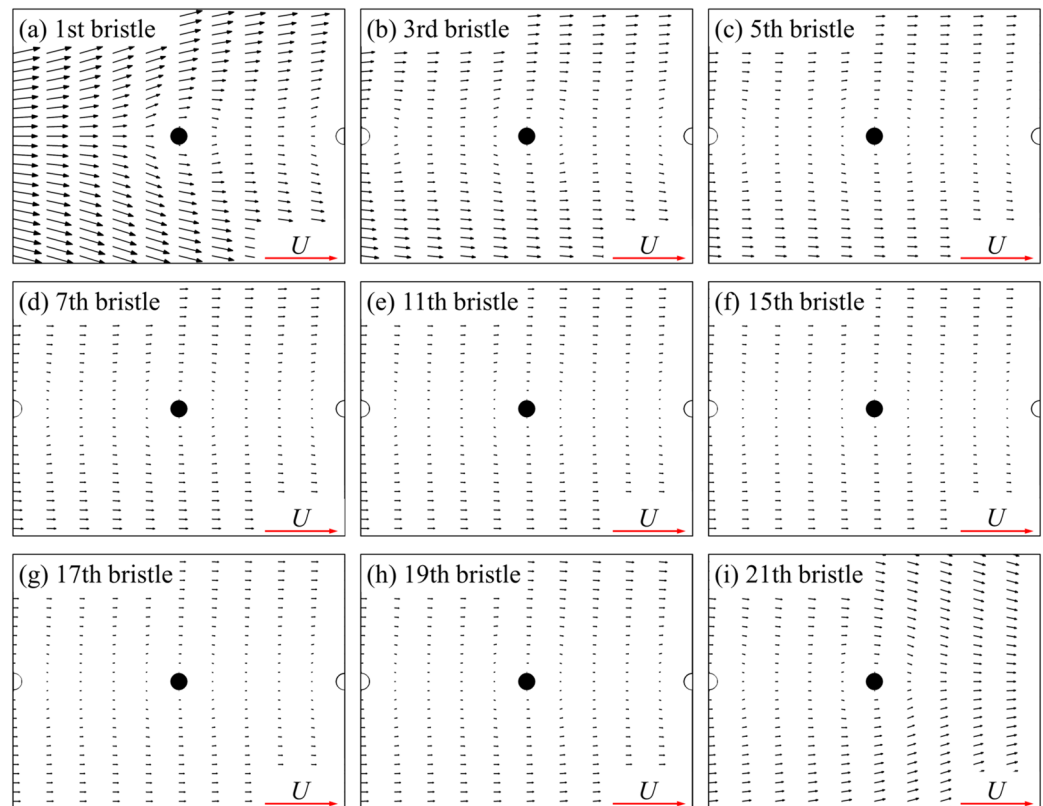 (a) 1st bristle
U
(b) 3rd bristle
U
(c) 5th bristle
U
(d) 7th bristle
U
(e) 11th bristle
U
(f) 15th bristle
U
(g) 17th bristle
U
(h) 19th bristle
U
(i) 21th bristle
U